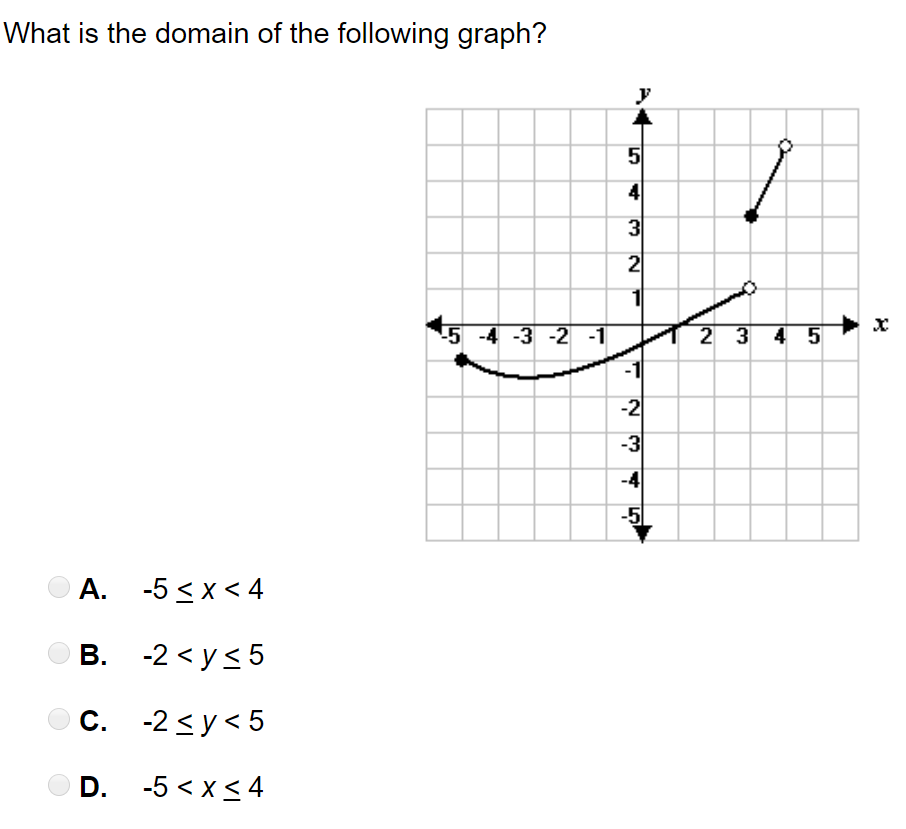 What is the domain of the following graph?
y
5
4
3
2
1
-5 -4 -3 -2 -1 1 2 3 4 5 x
-1
-2
-3
-4
-5
A. -5 ≤ x < 4
B. -2 < y ≤ 5
C. -2 ≤ y < 5
D. -5 < x ≤ 4